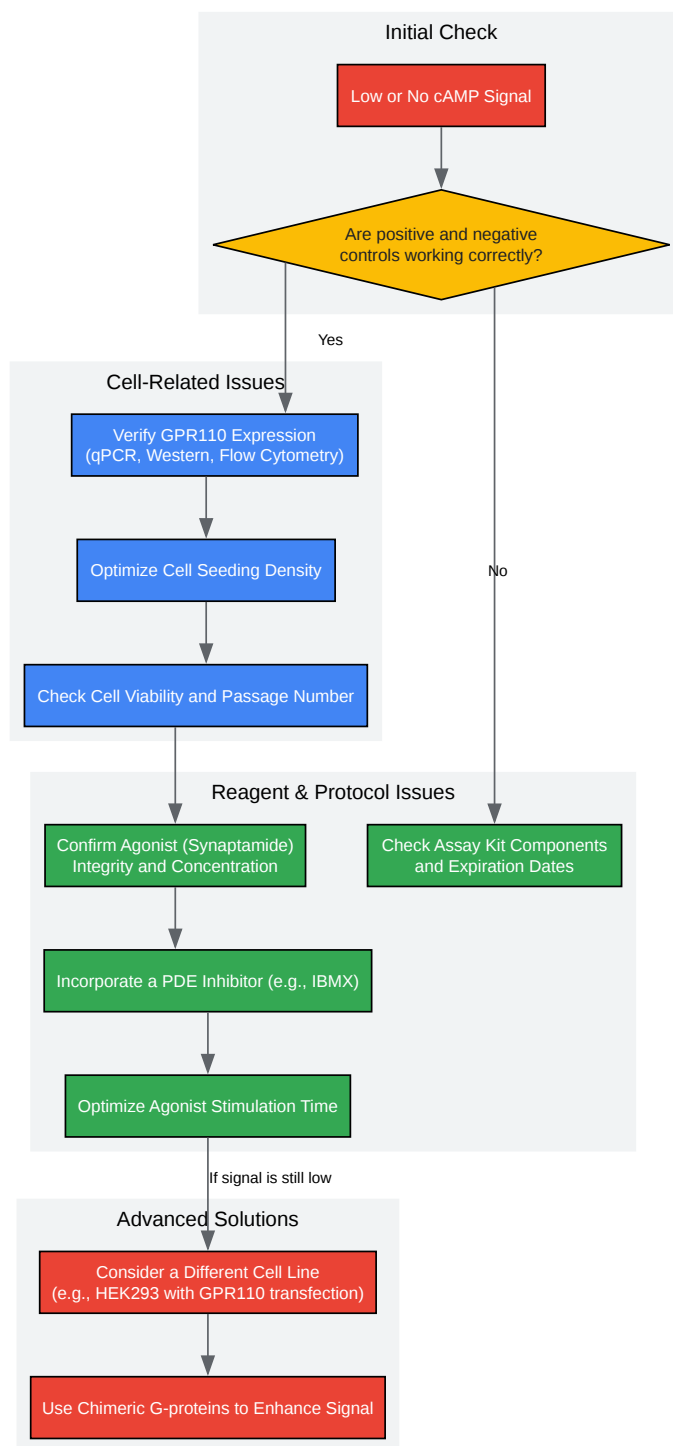 Initial Check
Low or No cAMP Signal
Are positive and negative
controls working correctly?
Yes
Cell-Related Issues
Verify GPR110 Expression
(qPCR, Western, Flow Cytometry)
Optimize Cell Seeding Density
No
Check Cell Viability and Passage Number
Reagent & Protocol Issues
Confirm Agonist (Synaptamide)
Integrity and Concentration
Check Assay Kit Components
and Expiration Dates
Incorporate a PDE Inhibitor (e.g., IBMX)
Optimize Agonist Stimulation Time
If signal is still low
Advanced Solutions
Consider a Different Cell Line
(e.g., HEK293 with GPR110 transfection)
Use Chimeric G-proteins to Enhance Signal